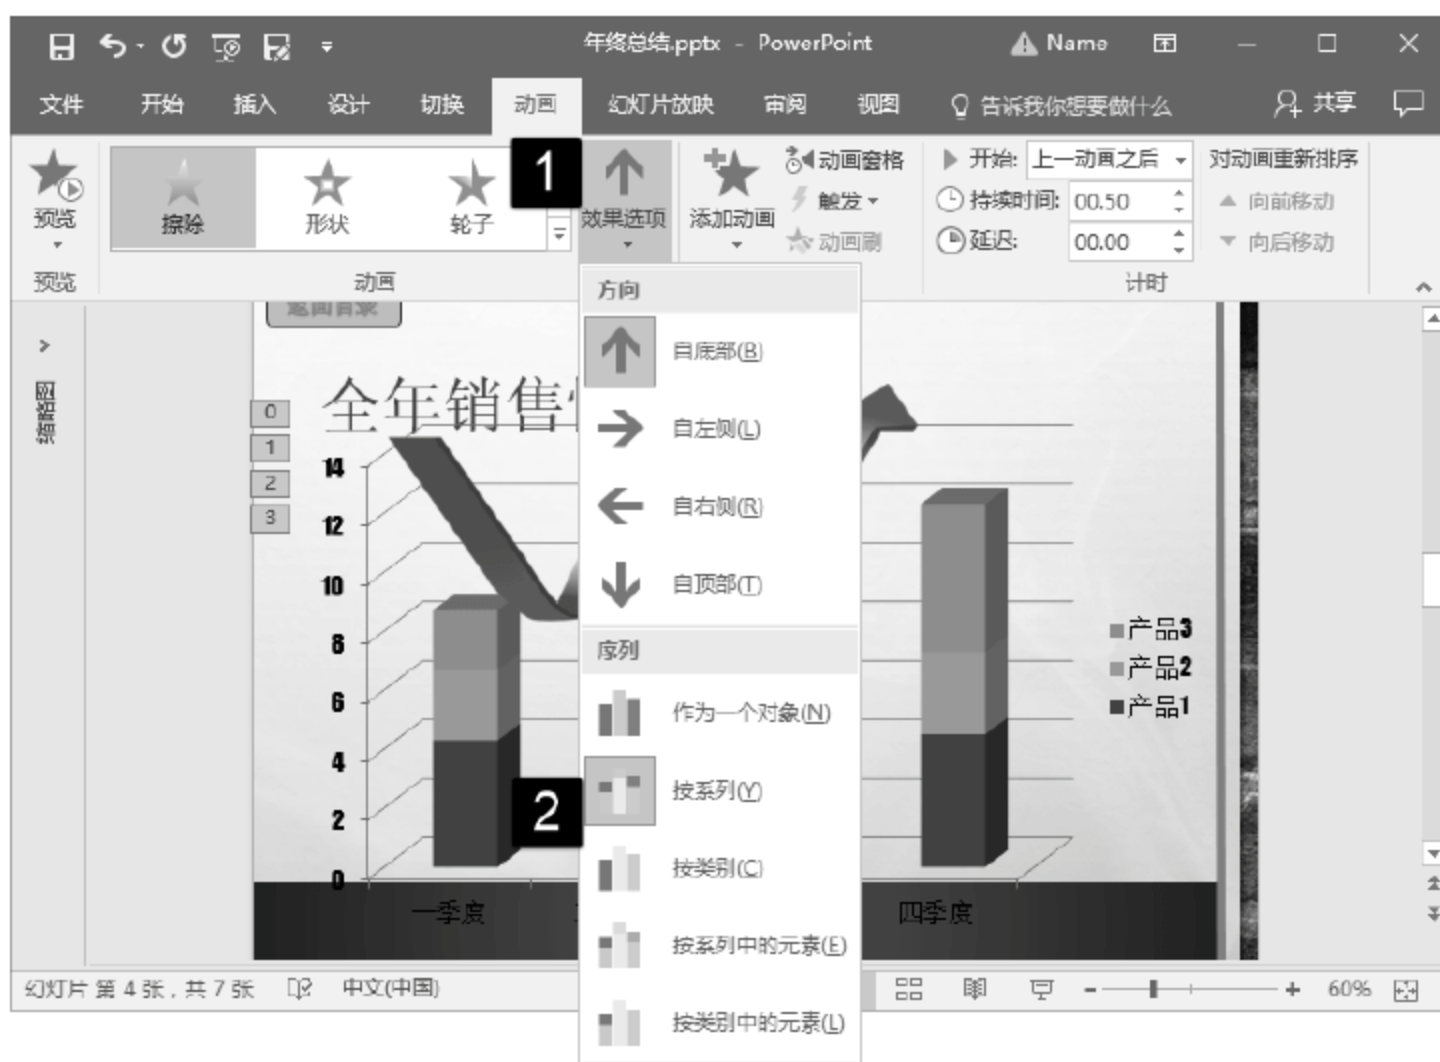 年终总结.pptx - PowerPoint
Name
文件 开始 插入 设计 切换 动画 幻灯片放映 审阅 视图 告诉我你想要做什么 共享
预览
预览
擦除 形状 轮子
动画
1
效果选项
添加动画
动画窗格
触发
动画刷
开始: 上一动画之后
持续时间: 00.50
延迟: 00.00
计时
对动画重新排序
向前移动
向后移动
缩略图
返回目录
全年销售
0
1
2
3
14
12
10
8
6
4
2
0
一季度 四季度
产品3
产品2
产品1
方向
自底部(B)
自左侧(L)
自右侧(R)
自顶部(T)
序列
作为一个对象(N)
2
按系列(Y)
按类别(C)
按系列中的元素(E)
按类别中的元素(L)
幻灯片 第 4 张，共 7 张 中文(中国) 60%